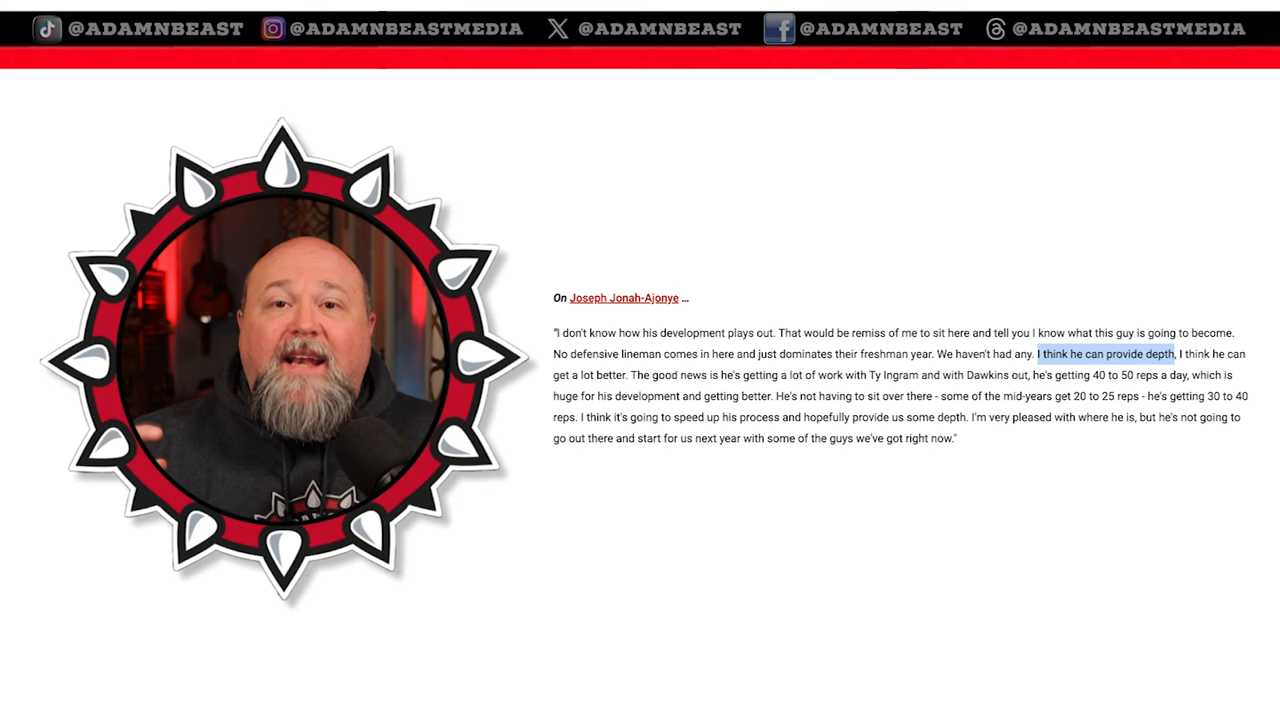 @ADAMNBEAST @ADAMNBEASTMEDIA @ADAMNBEAST @ADAMNBEAST @ADAMNBEASTMEDIA
On Joseph Jonah-Ajonye ...
"I don't know how his development plays out. That would be remiss of me to sit here and tell you I know what this guy is going to become.
No defensive lineman comes in here and just dominates their freshman year. We haven't had any. I think he can provide depth, I think he can
get a lot better. The good news is he's getting a lot of work with Ty Ingram and with Dawkins out, he's getting 40 to 50 reps a day, which is
huge for his development and getting better. He's not having to sit over there - some of the mid-years get 20 to 25 reps - he's getting 30 to 40
reps. I think it's going to speed up his process and hopefully provide us some depth. I'm very pleased with where he is, but he's not going to
go out there and start for us next year with some of the guys we've got right now."